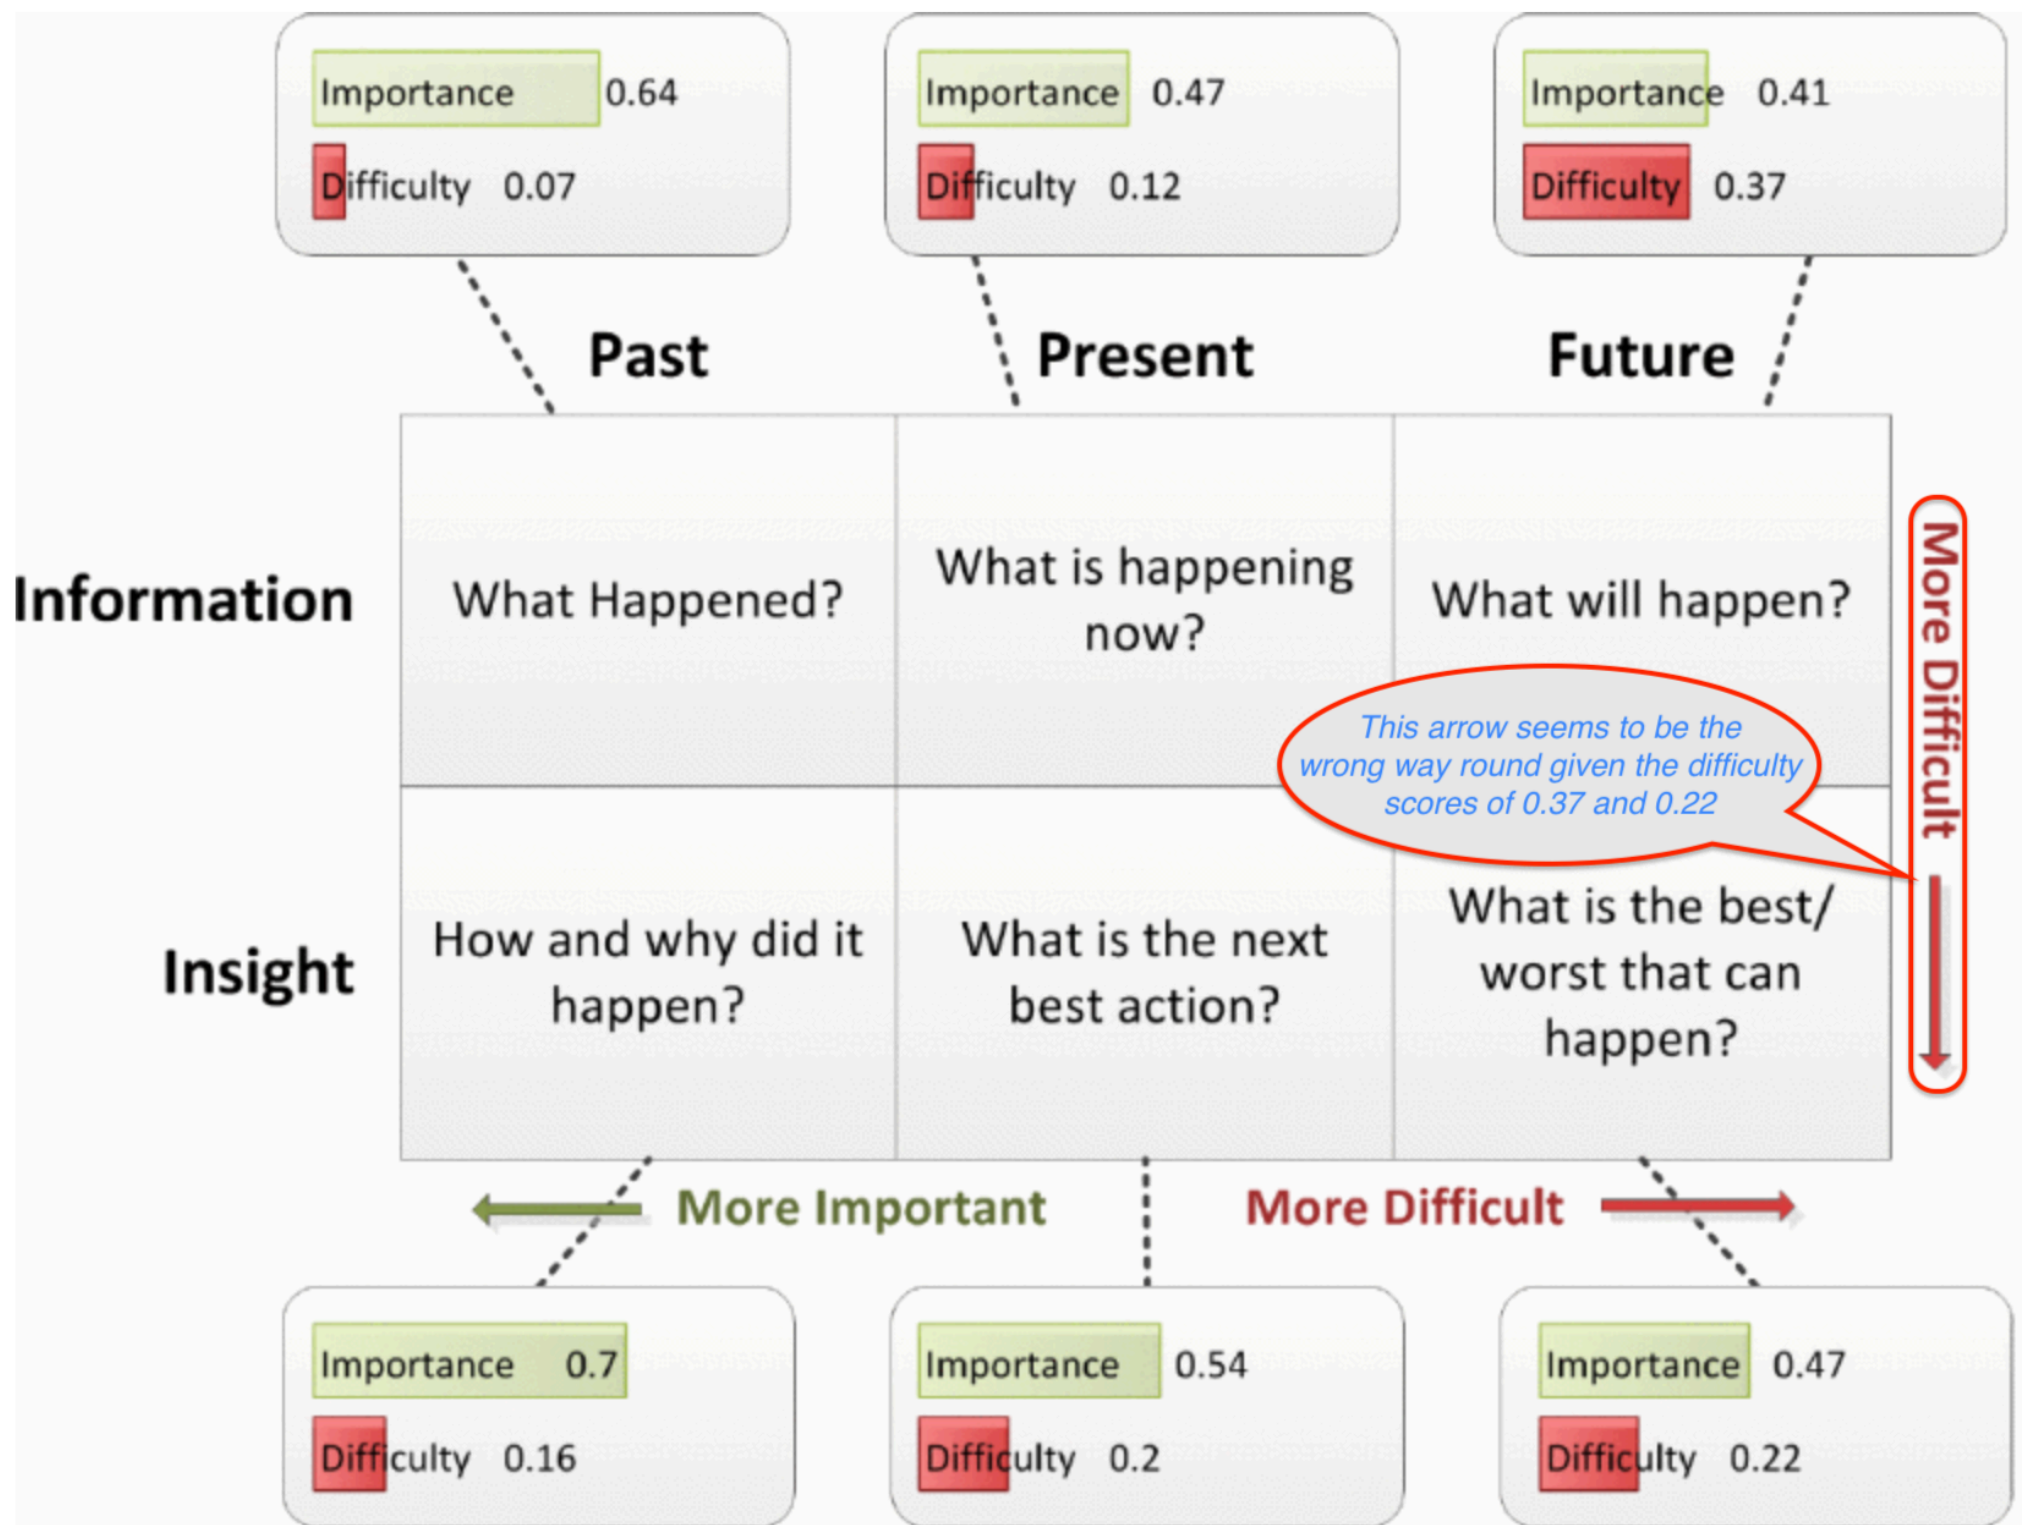 Importance 0.64
Difficulty 0.07
Importance 0.47
Difficulty 0.12
Importance 0.41
Difficulty 0.37
Past
Present
Future
Information
What Happened?
What is happening
now?
What will happen?
More Difficult
This arrow seems to be the
wrong way round given the difficulty
scores of 0.37 and 0.22
Insight
How and why did it
happen?
What is the next
best action?
What is the best/
worst that can
happen?
More Important
More Difficult
Importance 0.7
Difficulty 0.16
Importance 0.54
Difficulty 0.2
Importance 0.47
Difficulty 0.22